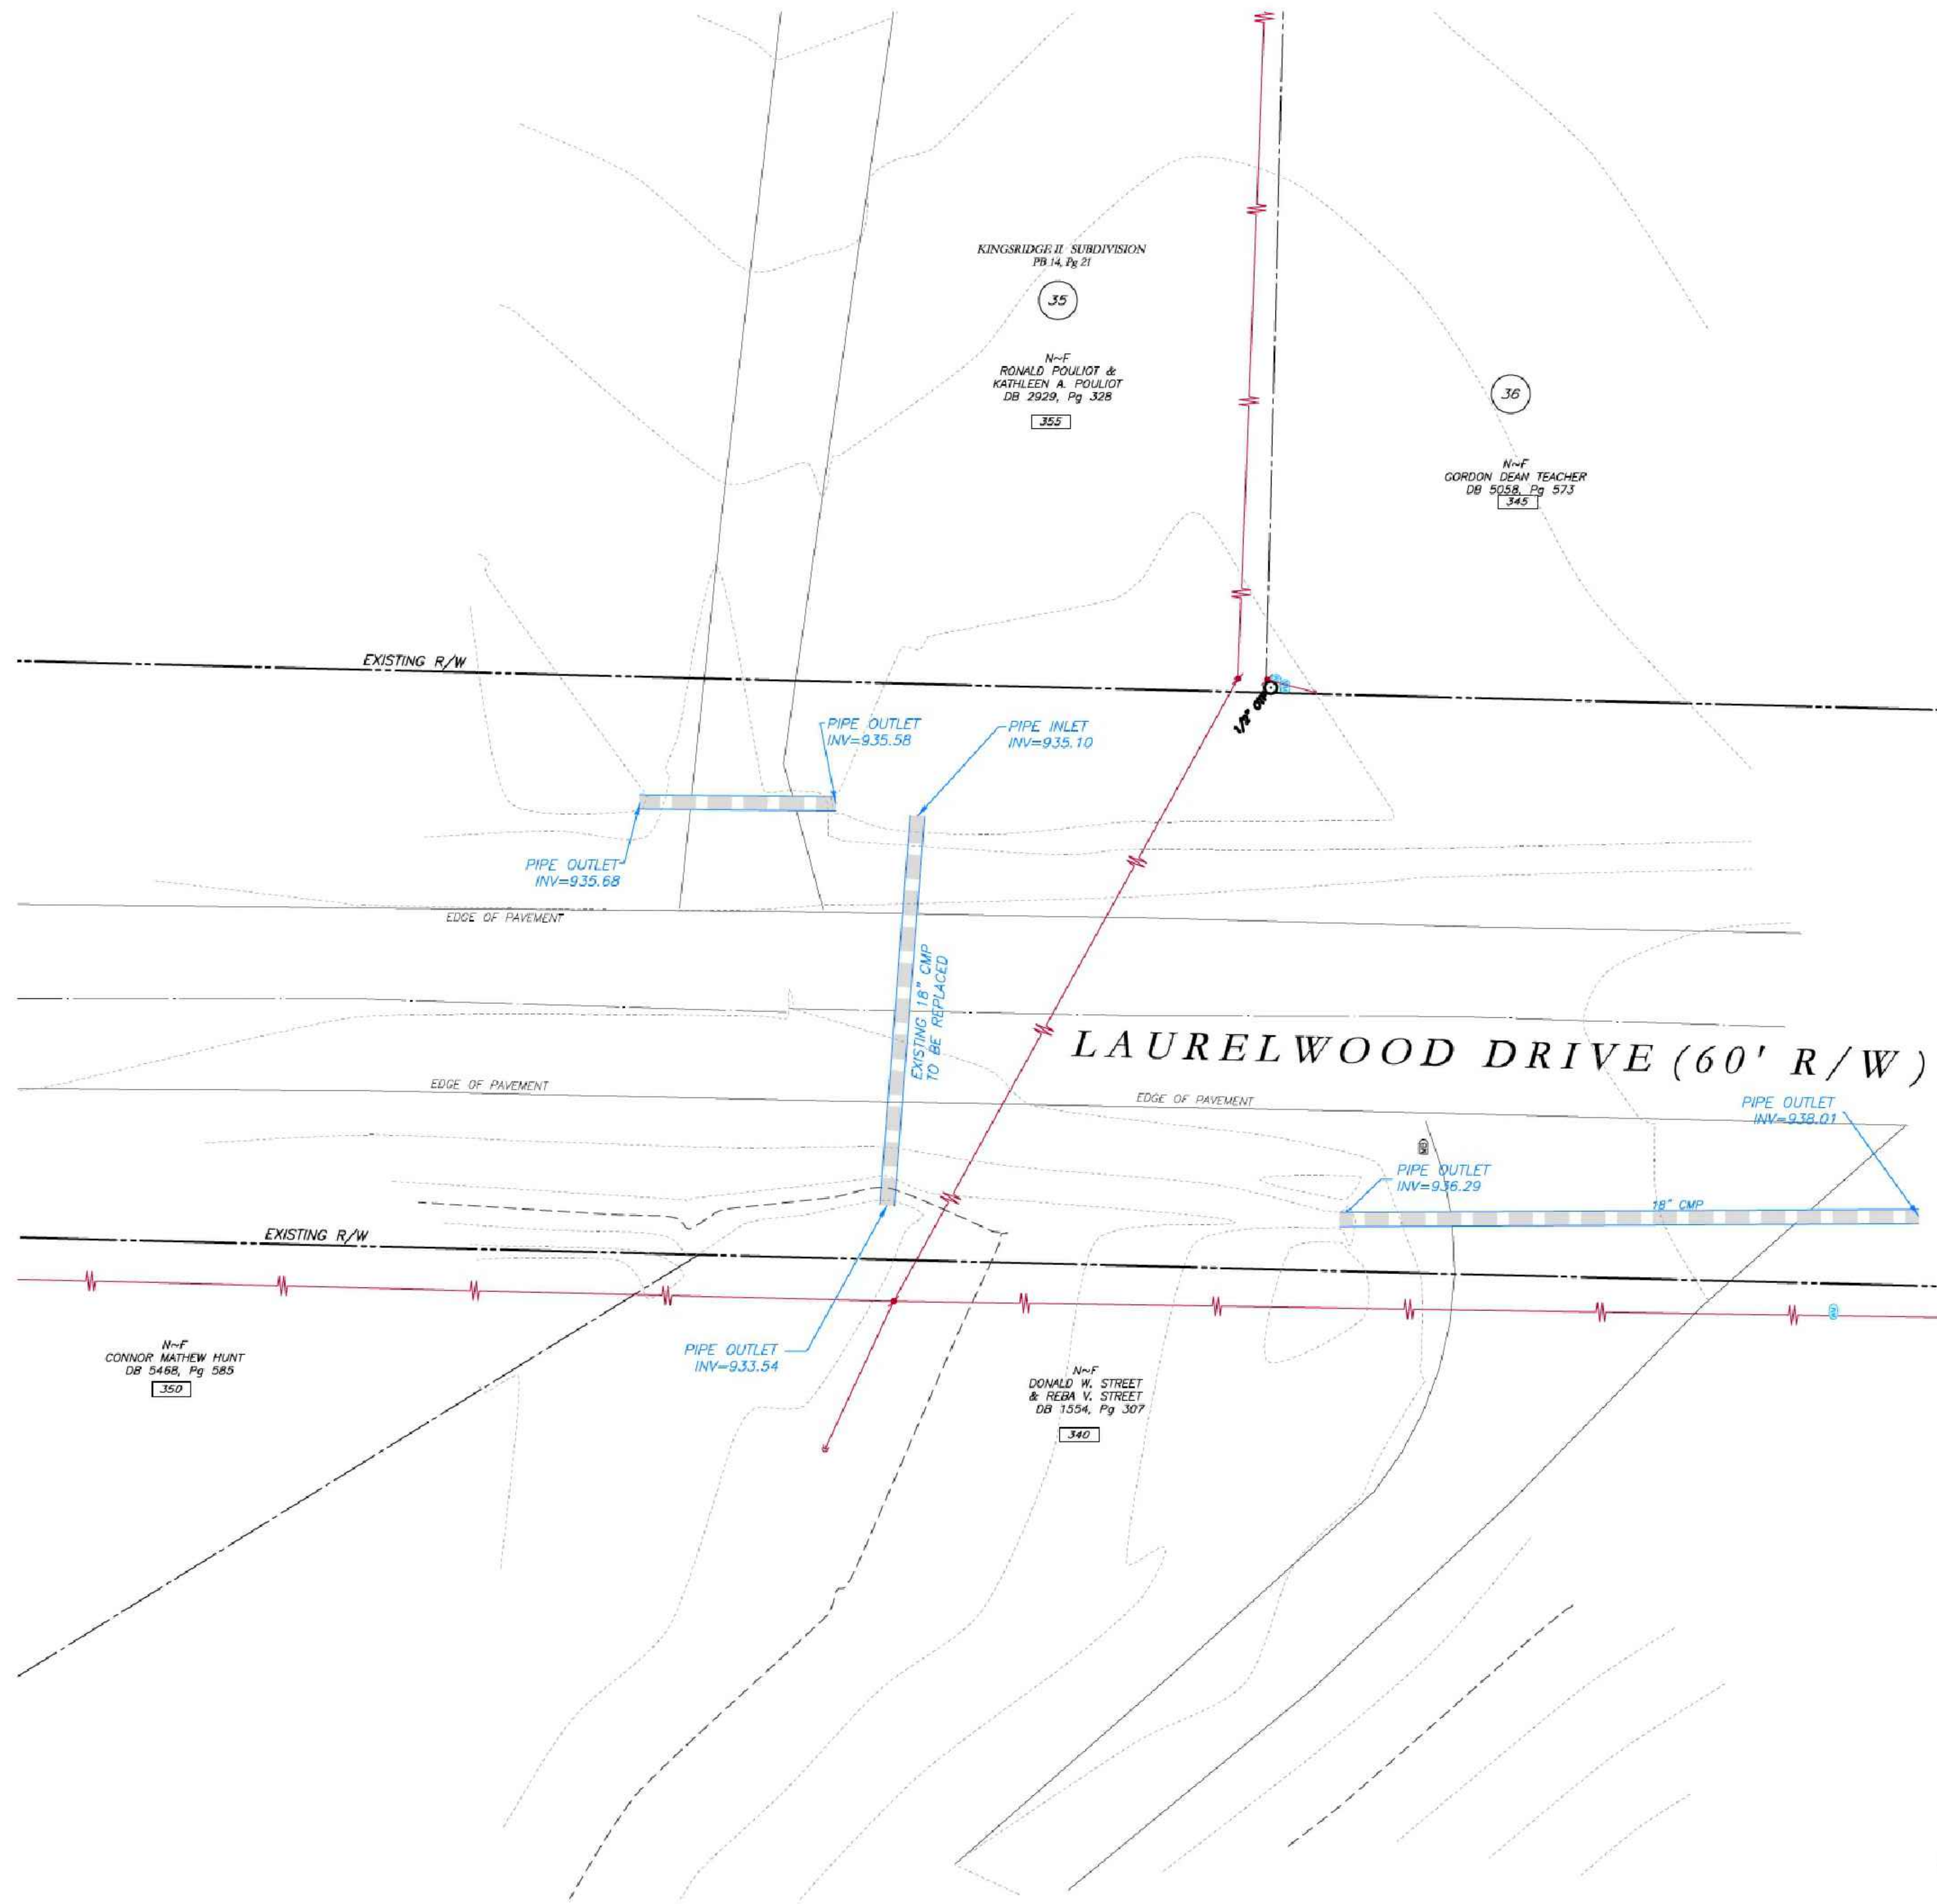 KINGSRIDGE II SUBDIVISION
PB 14, Pg 21
35
N~F
RONALD POULIOT &
KATHLEEN A. POULIOT
DB 2929, Pg 328
355
36
N~F
GORDON DEAN TEACHER
DB 5058, Pg 573
345
EXISTING R/W
1/2"
PIPE OUTLET
INV=935.58
PIPE INLET
INV=935.10
PIPE OUTLET
INV=935.68
EDGE OF PAVEMENT
EXISTING 18" CMP
TO BE REPLACED
LAURELWOOD DRIVE (60' R/W)
EDGE OF PAVEMENT
EDGE OF PAVEMENT
PIPE OUTLET
INV=938.01
PIPE OUTLET
INV=936.29
18" CMP
EXISTING R/W
PIPE OUTLET
INV=933.54
N~F
CONNOR MATHEW HUNT
DB 5468, Pg 585
350
N~F
DONALD W. STREET
& REBA V. STREET
DB 1554, Pg 307
340